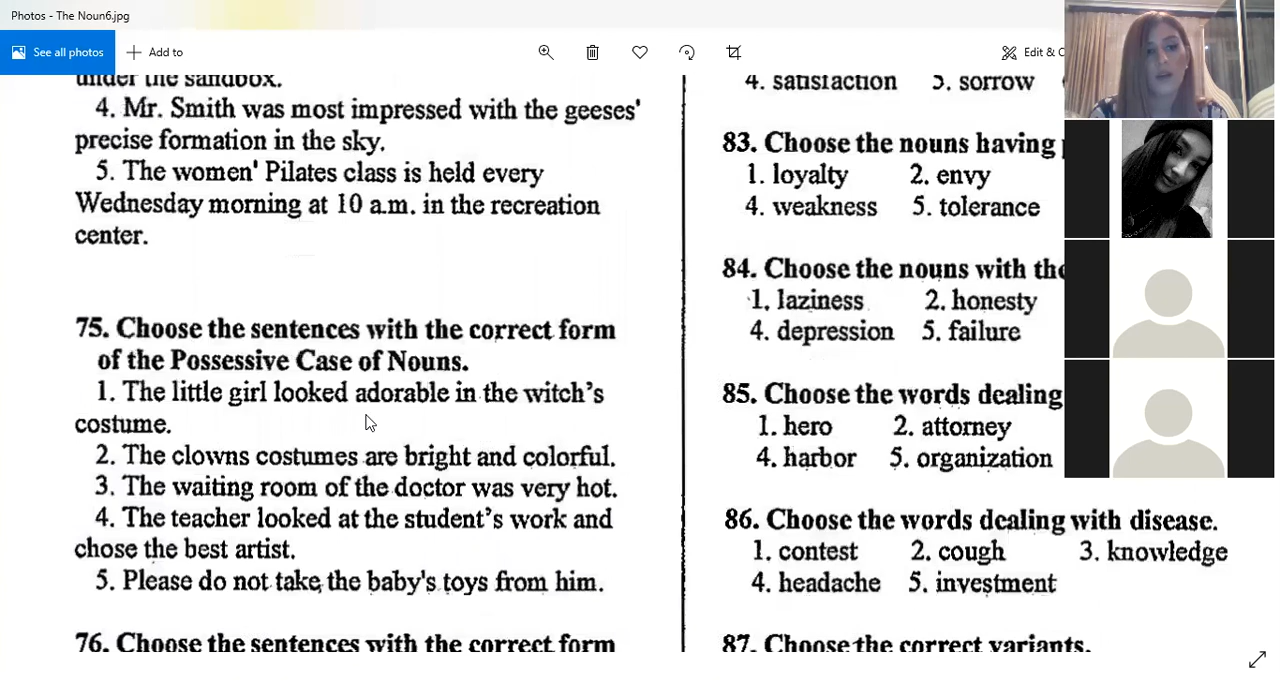 Photos - The Noun6.jpg
See all photos
Add to
Edit & C
under the sandbox.
4. Mr. Smith was most impressed with the geeses'
precise formation in the sky.
5. The women' Pilates class is held every
Wednesday morning at 10 a.m. in the recreation
center.
75. Choose the sentences with the correct form
of the Possessive Case of Nouns.
1. The little girl looked adorable in the witch's
costume.
2. The clowns costumes are bright and colorful.
3. The waiting room of the doctor was very hot.
4. The teacher looked at the student's work and
chose the best artist.
5. Please do not take the baby's toys from him.
76. Choose the sentences with the correct form
4. satisfaction 5. sorrow
83. Choose the nouns having
1. loyalty 2. envy
4. weakness 5. tolerance
84. Choose the nouns with the
1. laziness 2. honesty
4. depression 5. failure
85. Choose the words dealing
1. hero 2. attorney
4. harbor 5. organization
86. Choose the words dealing with disease.
1. contest 2. cough 3. knowledge
4. headache 5. investment
87. Choose the correct variants.